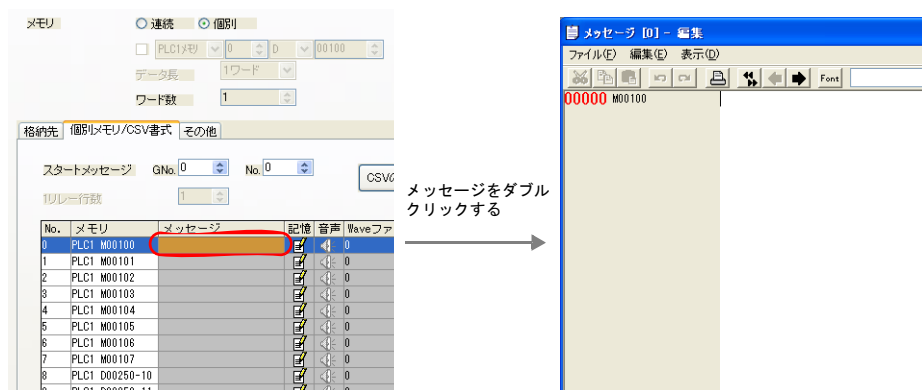 メモリ 連続 個別
PLC1メモリ 0 D 00100
データ長 1ワード
ワード数 1
格納先 個別メモリ/CSV書式 その他
スタートメッセージ GNo. 0 No. 0 CSVの
1リレー行数 1
No. メモリ メッセージ 記憶 音声 Waveファ
0 PLC1 M00100 0
1 PLC1 M00101 0
2 PLC1 M00102 0
3 PLC1 M00103 0
4 PLC1 M00104 0
5 PLC1 M00105 0
6 PLC1 M00106 0
7 PLC1 M00107 0
8 PLC1 D00250-10 0
メッセージをダブル
クリックする
メッセージ [0] - 編集
ファイル(F) 編集(E) 表示(D)
Font
00000 M00100